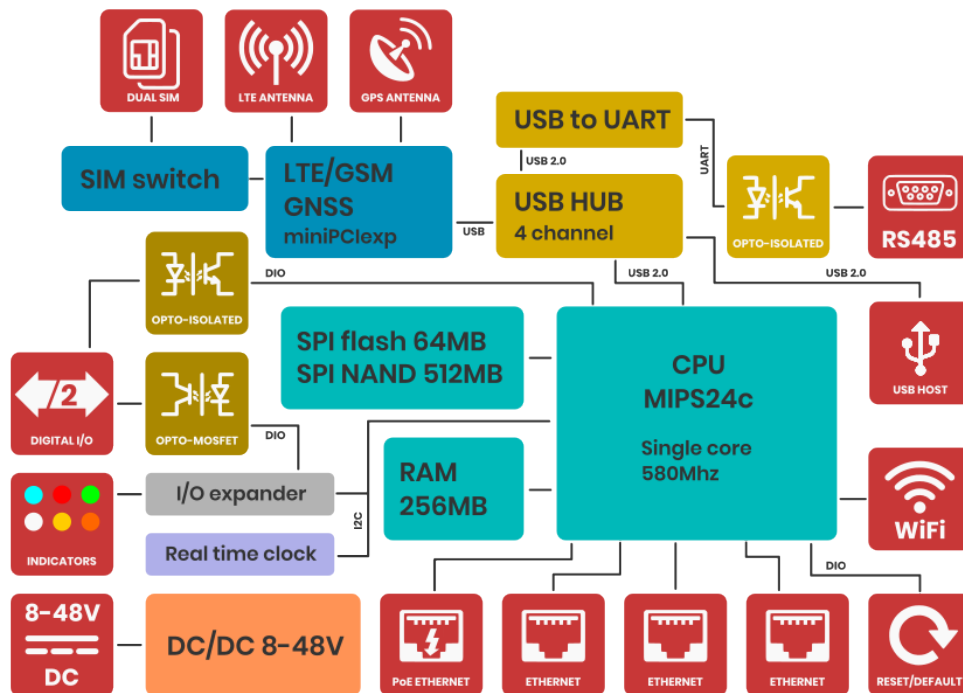 DUAL SIM
LTE ANTENNA
GPS ANTENNA
SIM switch
LTE/GSM
GNSS
miniPCIexp
USB
USB to UART
USB 2.0
USB HUB
4 channel
UART
OPTO-ISOLATED
RS485
USB 2.0
USB 2.0
USB HOST
OPTO-ISOLATED
DIO
/2
DIGITAL I/O
OPTO-MOSFET
DIO
SPI flash 64MB
SPI NAND 512MB
CPU
MIPS24c
Single core
580Mhz
RAM
256MB
I/O expander
I2C
Real time clock
INDICATORS
WiFi
DIO
8-48V
DC
DC/DC 8-48V
PoE ETHERNET
ETHERNET
ETHERNET
ETHERNET
RESET/DEFAULT